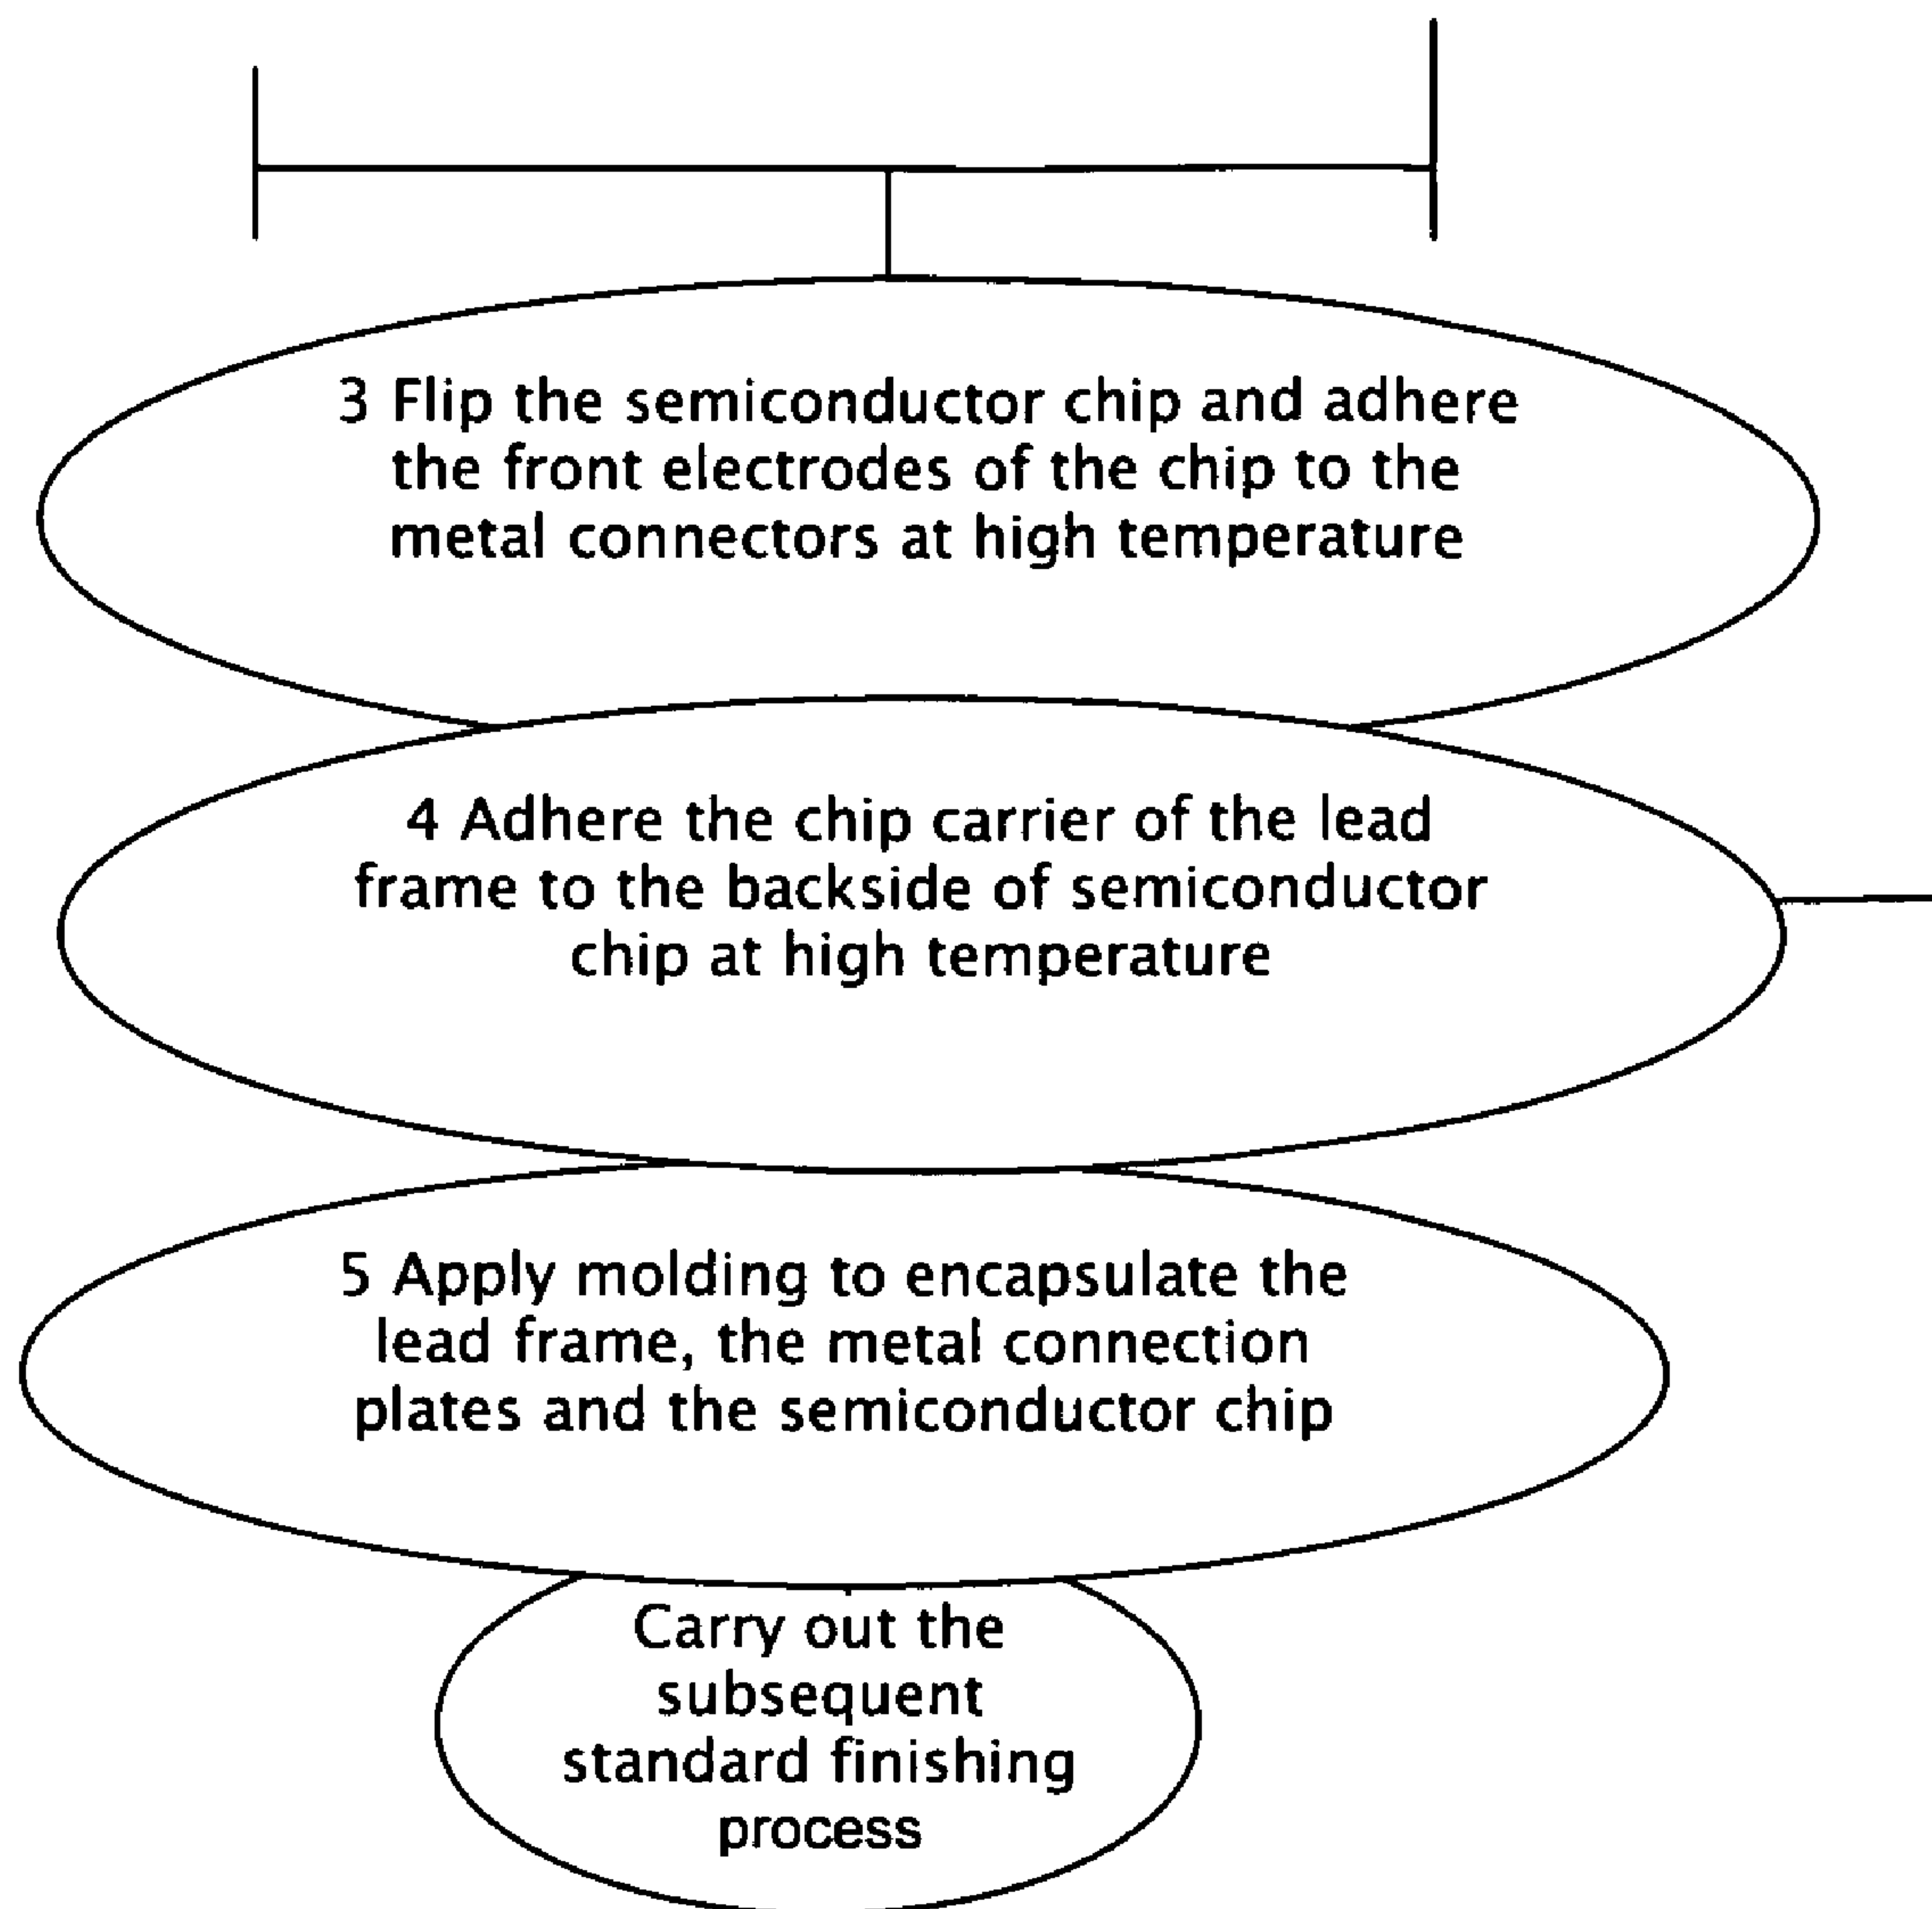 3 Flip the semiconductor chip and adhere
the front electrodes of the chip to the
metal connectors at high temperature
4 Adhere the chip carrier of the lead
frame to the backside of semiconductor
chip at high temperature
5 Apply molding to encapsulate the
lead frame, the metal connection
plates and the semiconductor chip
Carry out the
subsequent
standard finishing
process